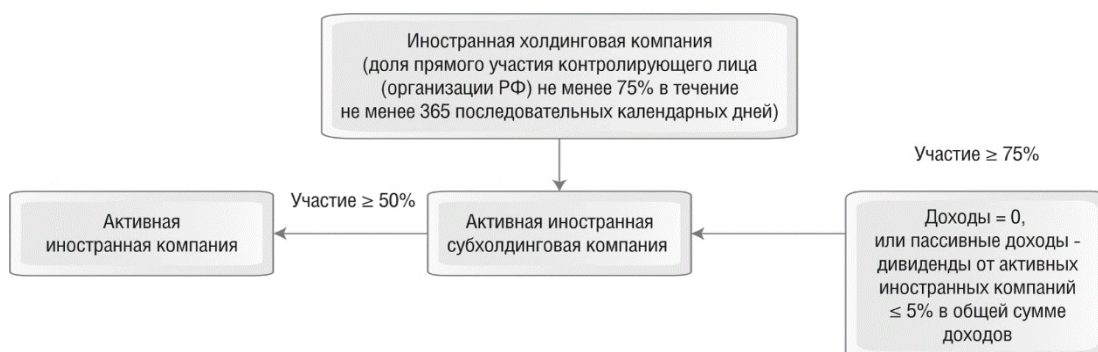 Иностранная холдинговая компания
(доля прямого участия контролирующего лица
(организации РФ) не менее 75% в течение
не менее 365 последовательных календарных дней)
Участие ≥ 75%
Активная
иностранная компания
Участие ≥ 50%
Активная иностранная
субхолдинговая компания
Доходы = 0,
или пассивные доходы -
дивиденды от активных
иностранных компаний
≤ 5% в общей сумме
доходов